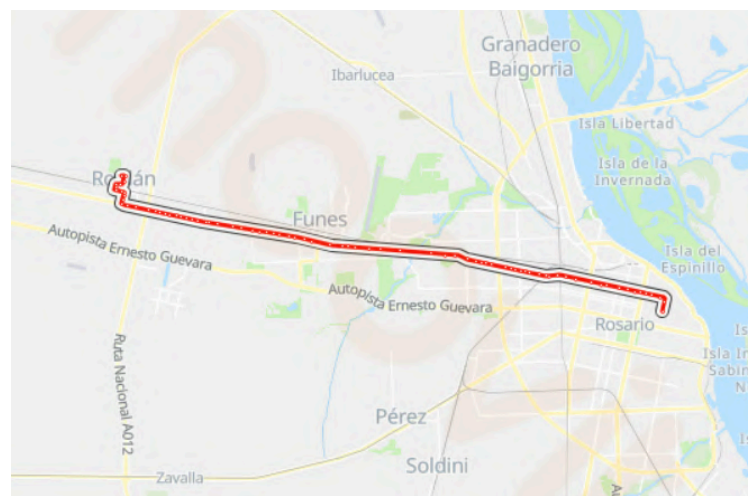 Granadero
Baigorria
Ibarlucea
Isla Libertad
Isla de la
Invernada
Funes
Autopista Ernesto Guevara
Isla del
Espinillo
Autopista Ernesto Guevara
Rosario
Ruta Nacional A012
Pérez
Soldini
Zavalla